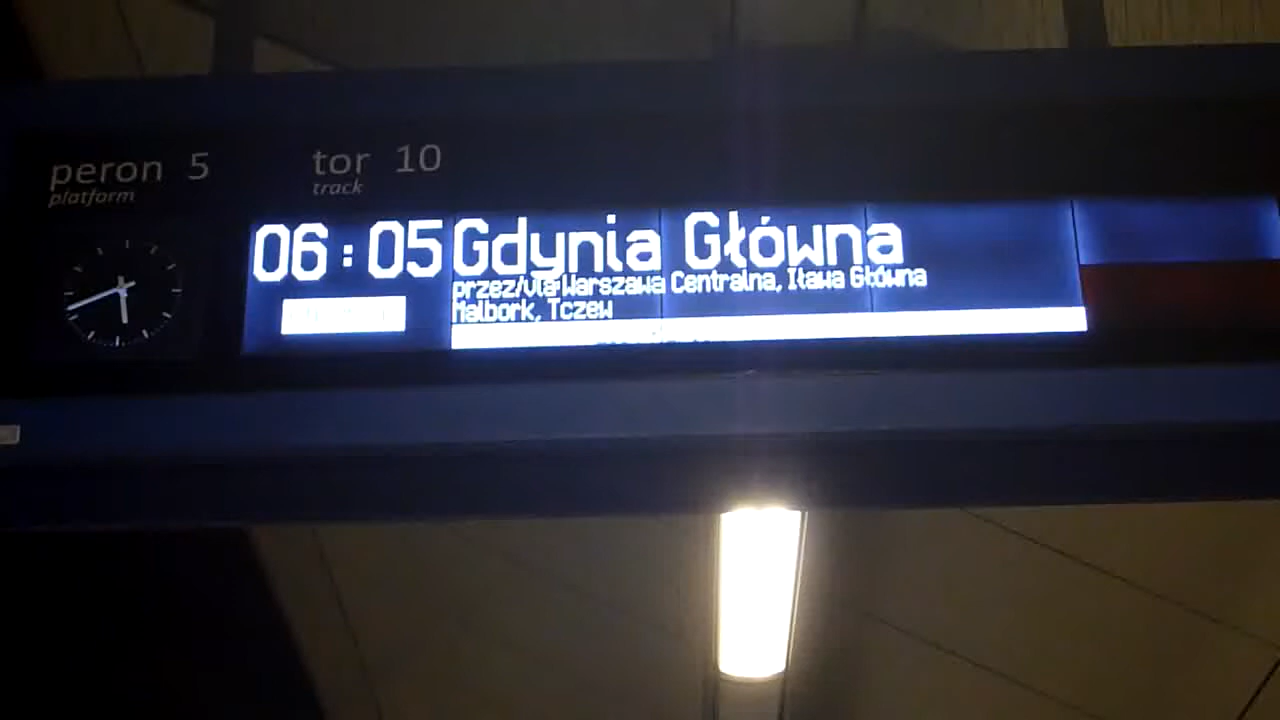 peron 5
platform
tor 10
track
06:05 Gdynia Główna
przez/via Warszawa Centralna, Iława Główna
Malbork, Tczew